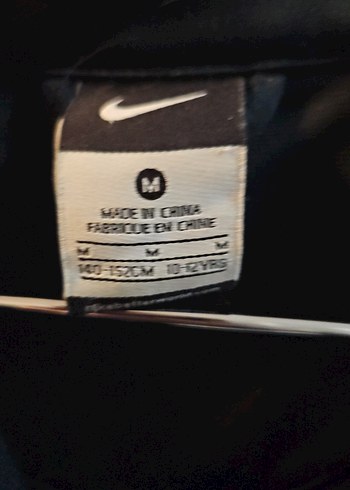 M
MADE IN CHINA
FABRIQUE EN CHINE
M M M
140-152CM 10-12YRS